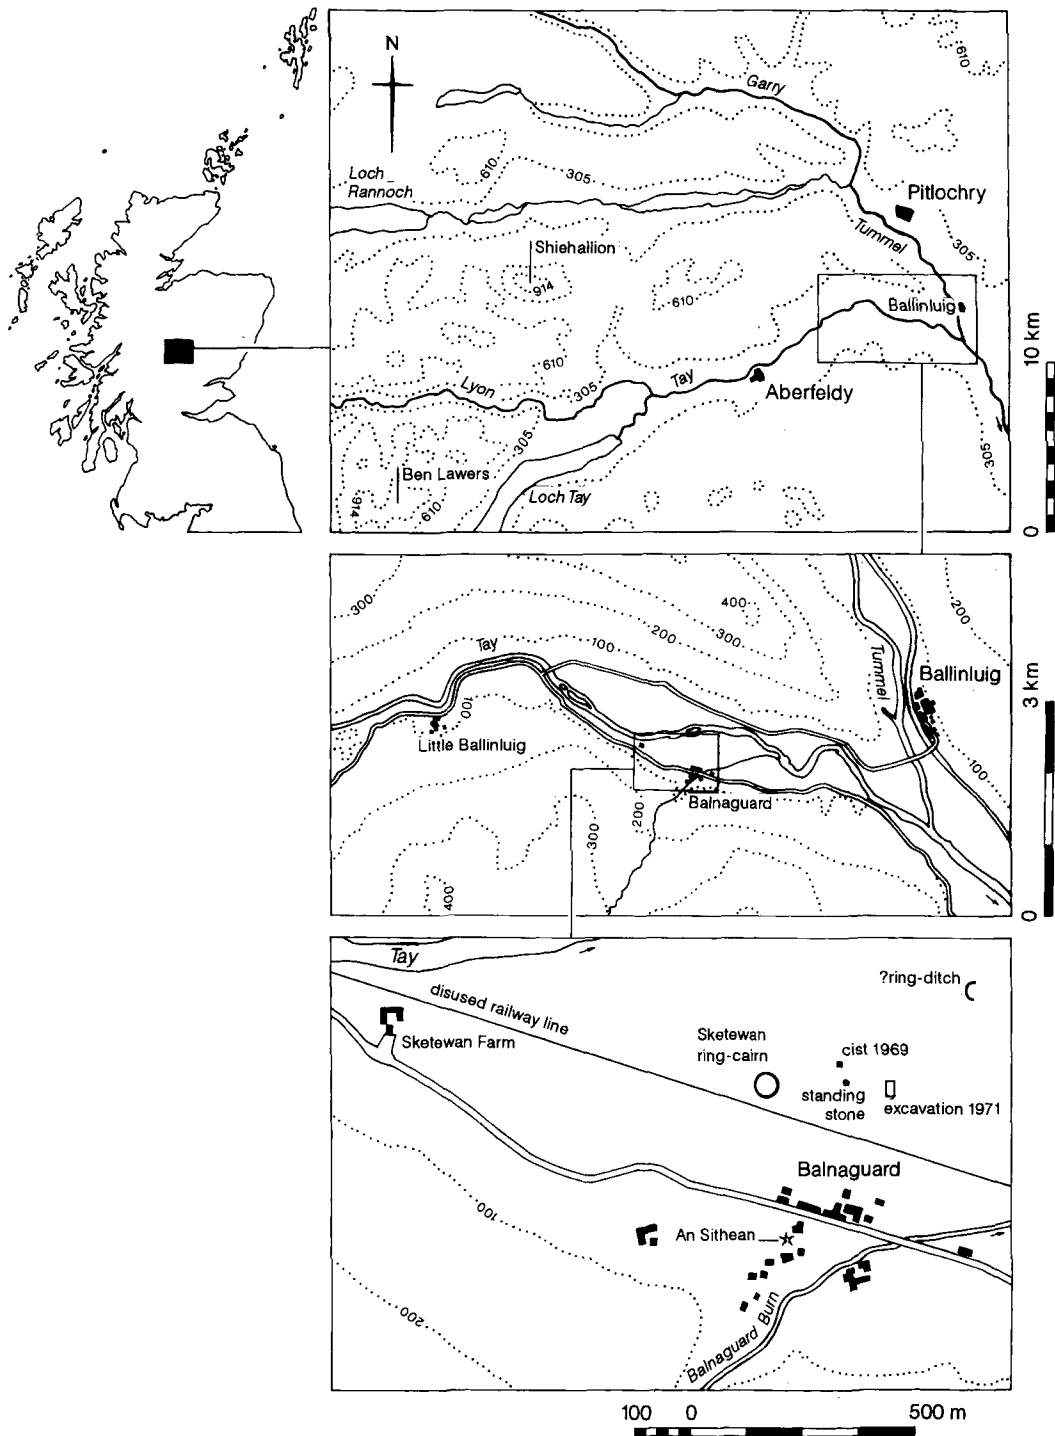 N
Garry
610
Loch
Rannoch
610
305
Pitlochry
Tummel
305
Shiehallion
914
610
Ballinluig
10 km
610
Lyon
305
Tay
Aberfeldy
305
Ben Lawers
914
610
Loch Tay
305
0
300
400
200
300
100
200
Tay
Tummel
Ballinluig
3 km
100
Little Ballinluig
100
Balnaguard
200
300
400
0
Tay
disused railway line
?ring-ditch
Sketewan Farm
Sketewan
ring-cairn
cist 1969
standing
stone
excavation 1971
Balnaguard
100
An Sithean
200
Balnaguard Burn
100 0 500 m